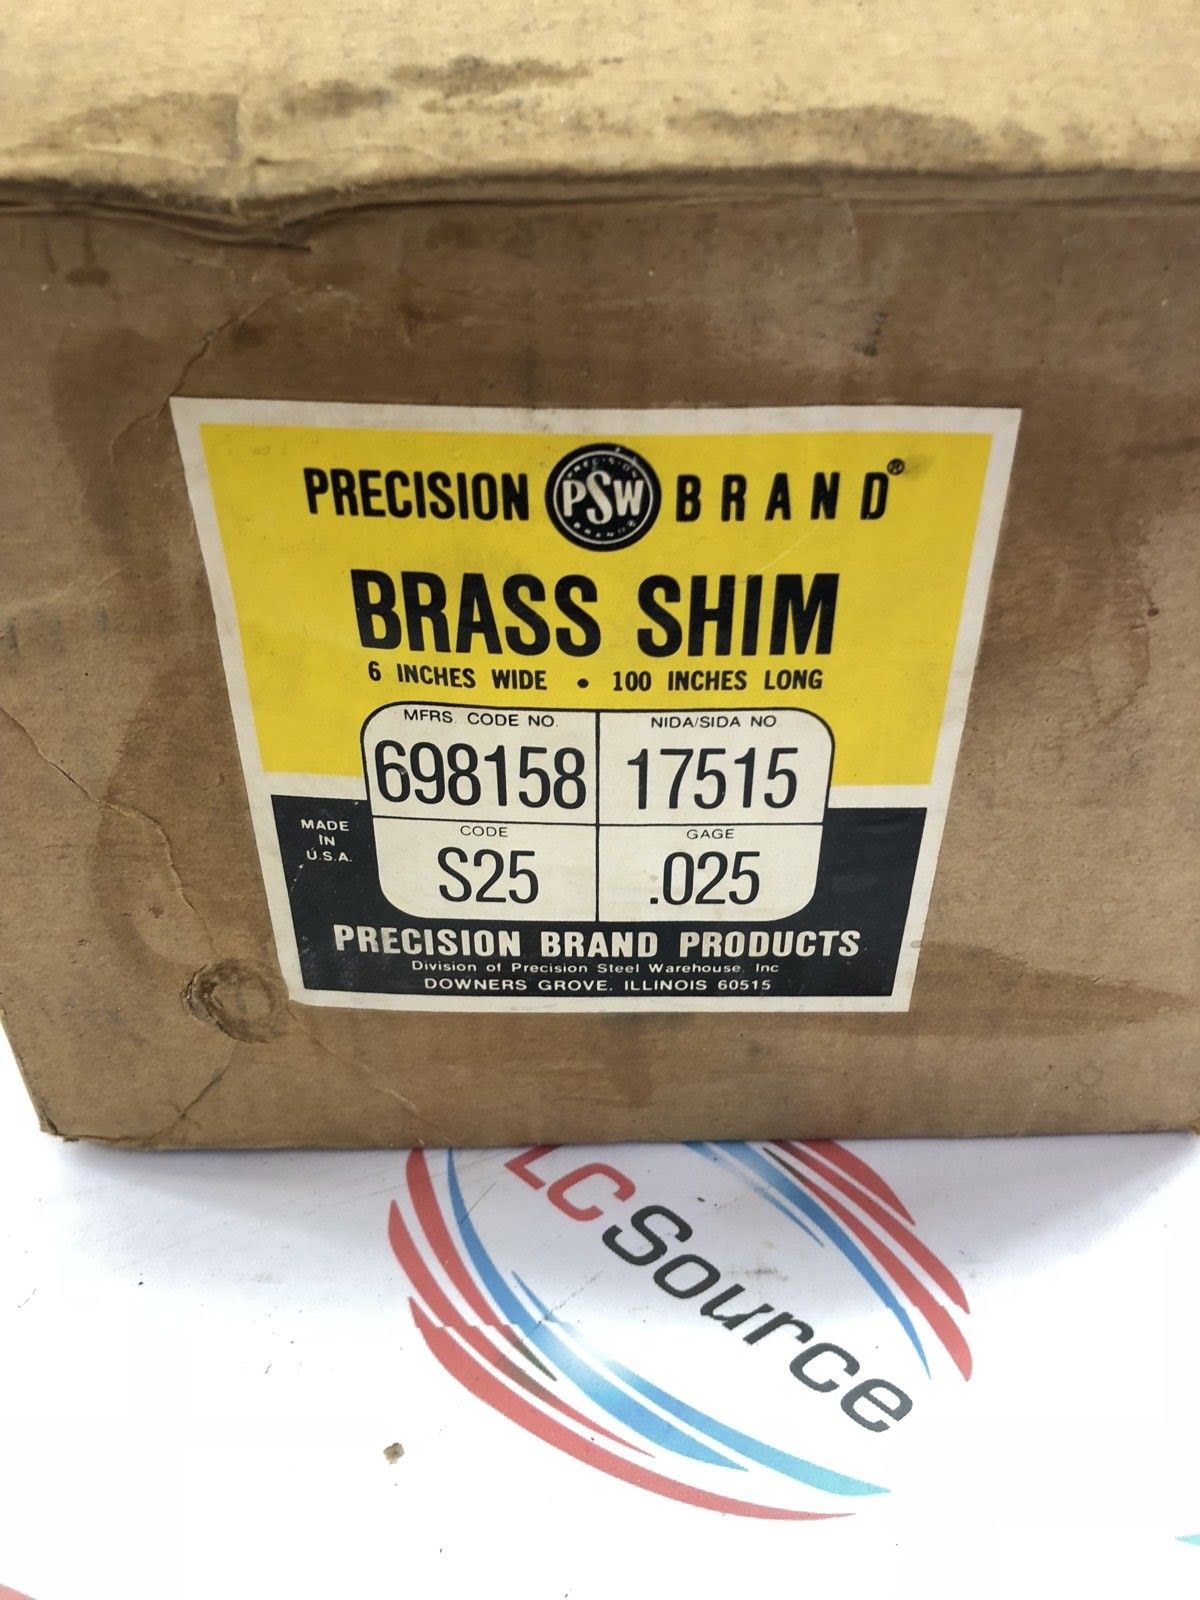 PRECISION PSW BRAND®
PRECISION
BRAND®
BRASS SHIM
6 INCHES WIDE • 100 INCHES LONG
MFRS. CODE NO.
698158
NIDA/SIDA NO.
17515
CODE
S25
GAGE
.025
MADE
IN
U.S.A.
PRECISION BRAND PRODUCTS
Division of Precision Steel Warehouse, Inc
DOWNERS GROVE, ILLINOIS 60515
LCSource